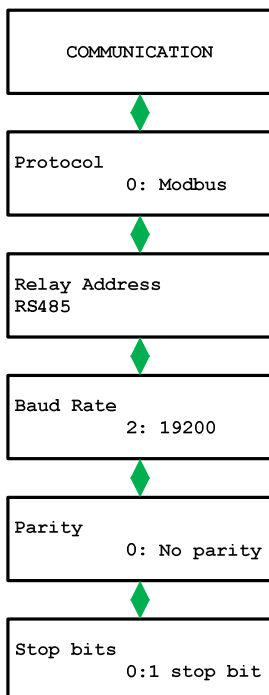 COMMUNICATION
Protocol
0: Modbus
Relay Address
RS485
Baud Rate
2: 19200
Parity
0: No parity
Stop bits
0:1 stop bit